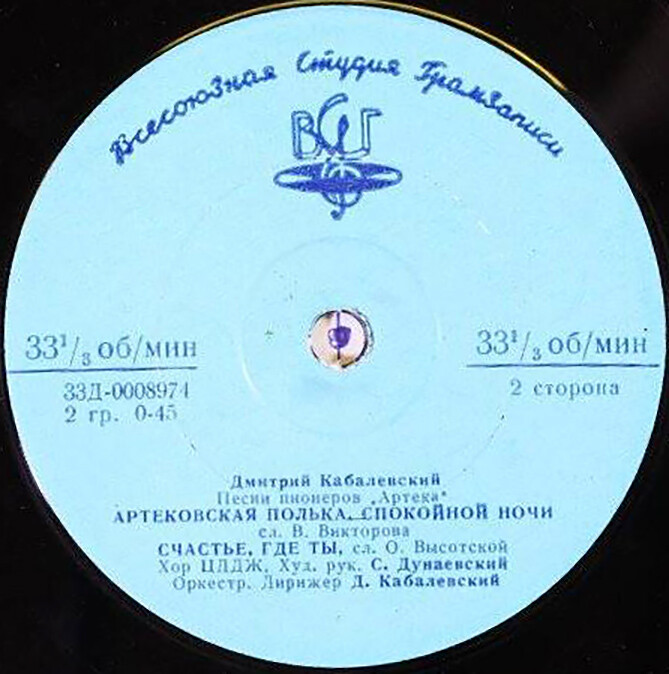 Всесоюзная Студия Грамзаписи
ВСГ
33¹/₃ об/мин
33Д-0008974
2 гр. 0-45
33¹/₃ об/мин
2 сторона
Дмитрий Кабалевский
Песни пионеров „Артека"
АРТЕКОВСКАЯ ПОЛЬКА, СПОКОЙНОЙ НОЧИ
сл. В. Викторова
СЧАСТЬЕ, ГДЕ ТЫ, сл. О. Высотской
Хор ЦДДЖ, Худ. рук. С. Дунаевский
Оркестр. Дирижер Д. Кабалевский